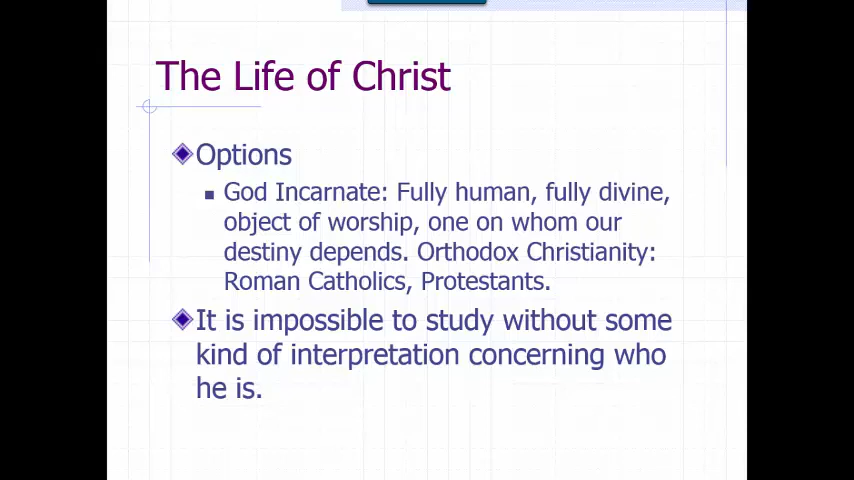 The Life of Christ
Options
God Incarnate: Fully human, fully divine,
object of worship, one on whom our
destiny depends. Orthodox Christianity:
Roman Catholics, Protestants.
It is impossible to study without some
kind of interpretation concerning who
he is.